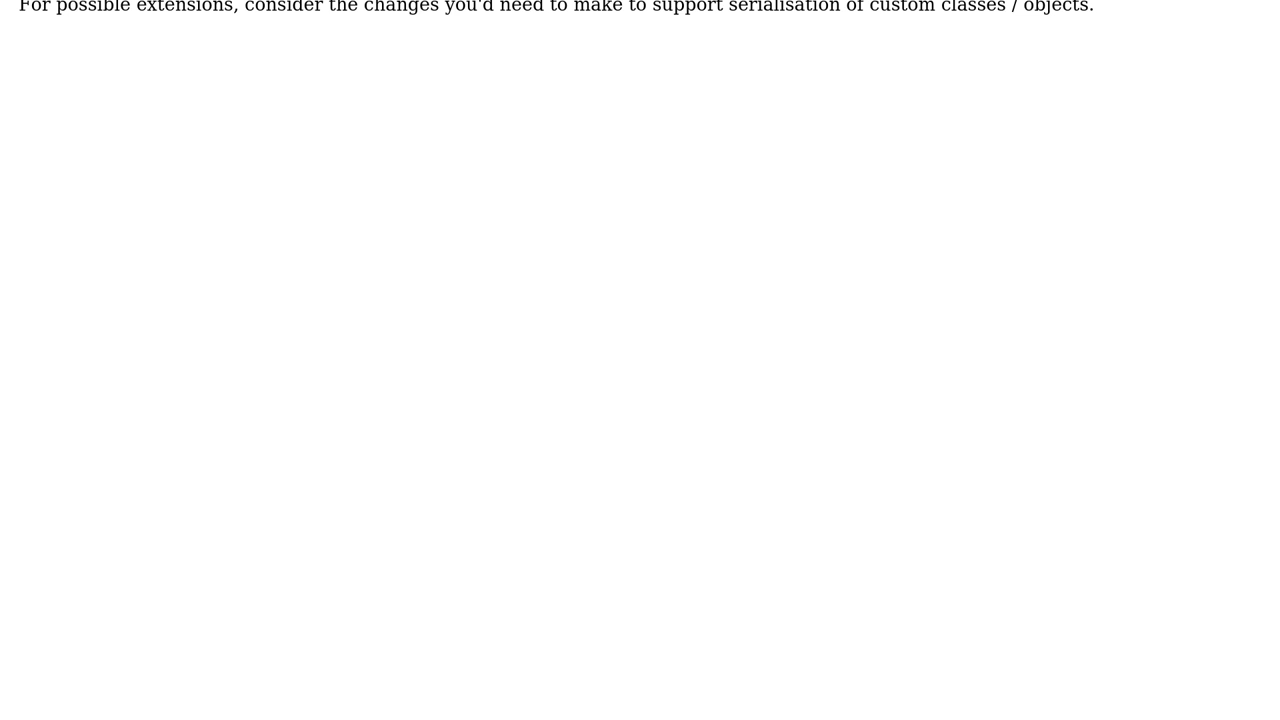 For possible extensions, consider the changes you'd need to make to support serialisation of custom classes / objects.